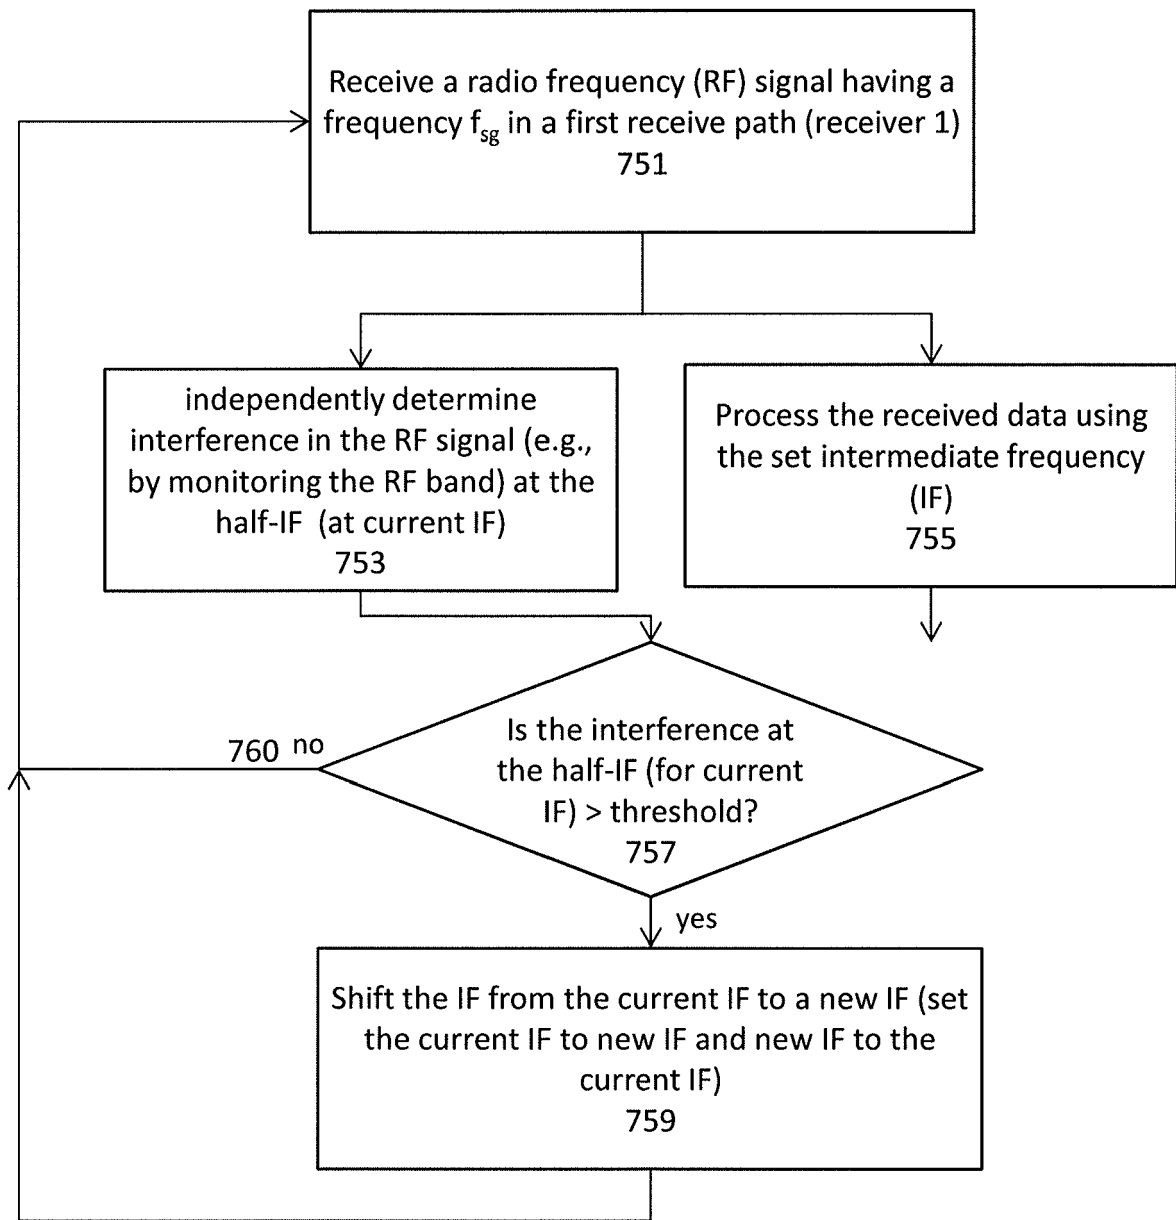 Receive a radio frequency (RF) signal having a
frequency fsg in a first receive path (receiver 1)
751
independently determine
interference in the RF signal (e.g.,
by monitoring the RF band) at the
half-IF (at current IF)
753
Process the received data using
the set intermediate frequency
(IF)
755
760 no
Is the interference at
the half-IF (for current
IF) > threshold?
757
yes
Shift the IF from the current IF to a new IF (set
the current IF to new IF and new IF to the
current IF)
759